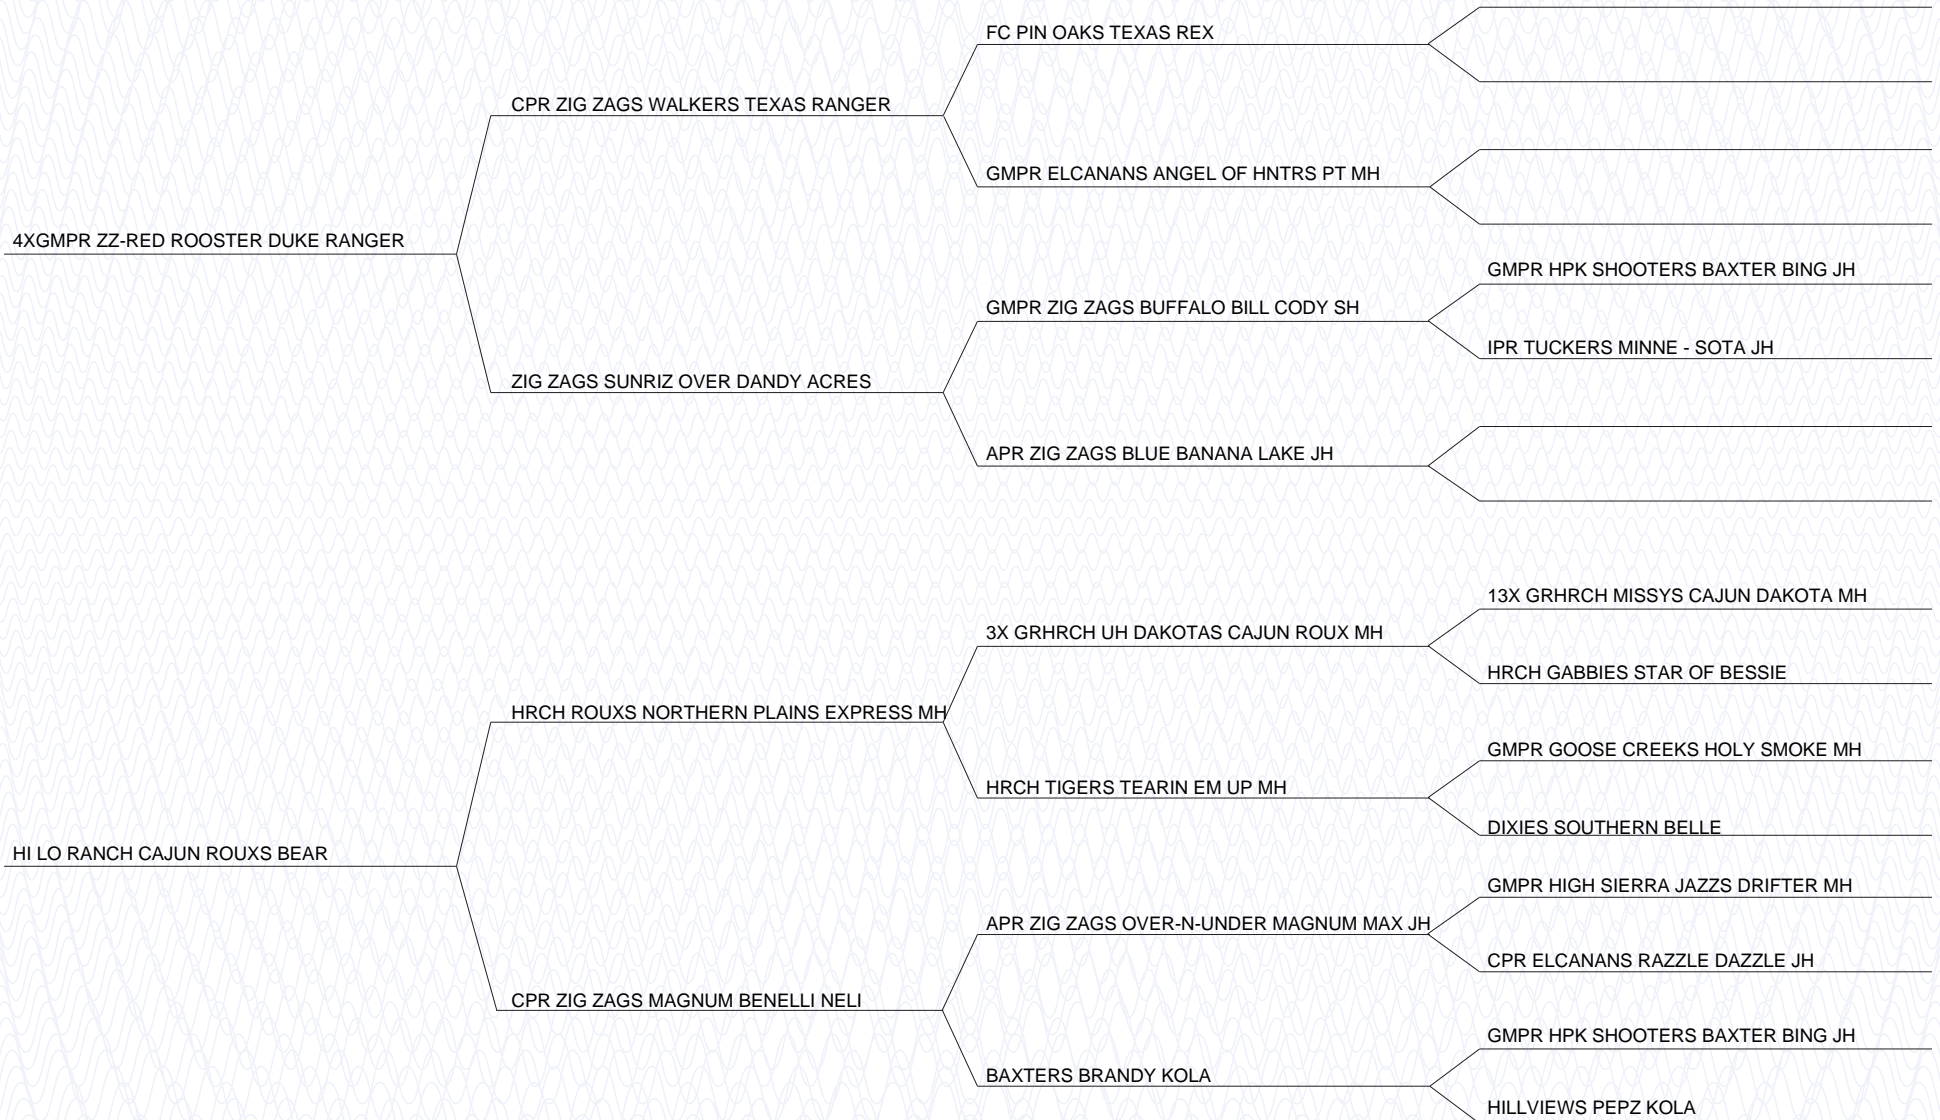 FC PIN OAKS TEXAS REX
CPR ZIG ZAGS WALKERS TEXAS RANGER
GMPR ELCANANS ANGEL OF HNTRS PT MH
4XGMPR ZZ-RED ROOSTER DUKE RANGER
GMPR HPK SHOOTERS BAXTER BING JH
GMPR ZIG ZAGS BUFFALO BILL CODY SH
IPR TUCKERS MINNE - SOTA JH
ZIG ZAGS SUNRIZ OVER DANDY ACRES
APR ZIG ZAGS BLUE BANANA LAKE JH
13X GRHRCH MISSYS CAJUN DAKOTA MH
3X GRHRCH UH DAKOTAS CAJUN ROUX MH
HRCH GABBIES STAR OF BESSIE
HRCH ROUXS NORTHERN PLAINS EXPRESS MH
GMPR GOOSE CREEKS HOLY SMOKE MH
HRCH TIGERS TEARIN EM UP MH
DIXIES SOUTHERN BELLE
HI LO RANCH CAJUN ROUXS BEAR
GMPR HIGH SIERRA JAZZS DRIFTER MH
APR ZIG ZAGS OVER-N-UNDER MAGNUM MAX JH
CPR ELCANANS RAZZLE DAZZLE JH
CPR ZIG ZAGS MAGNUM BENELLI NELI
GMPR HPK SHOOTERS BAXTER BING JH
BAXTERS BRANDY KOLA
HILLVIEWS PEPZ KOLA